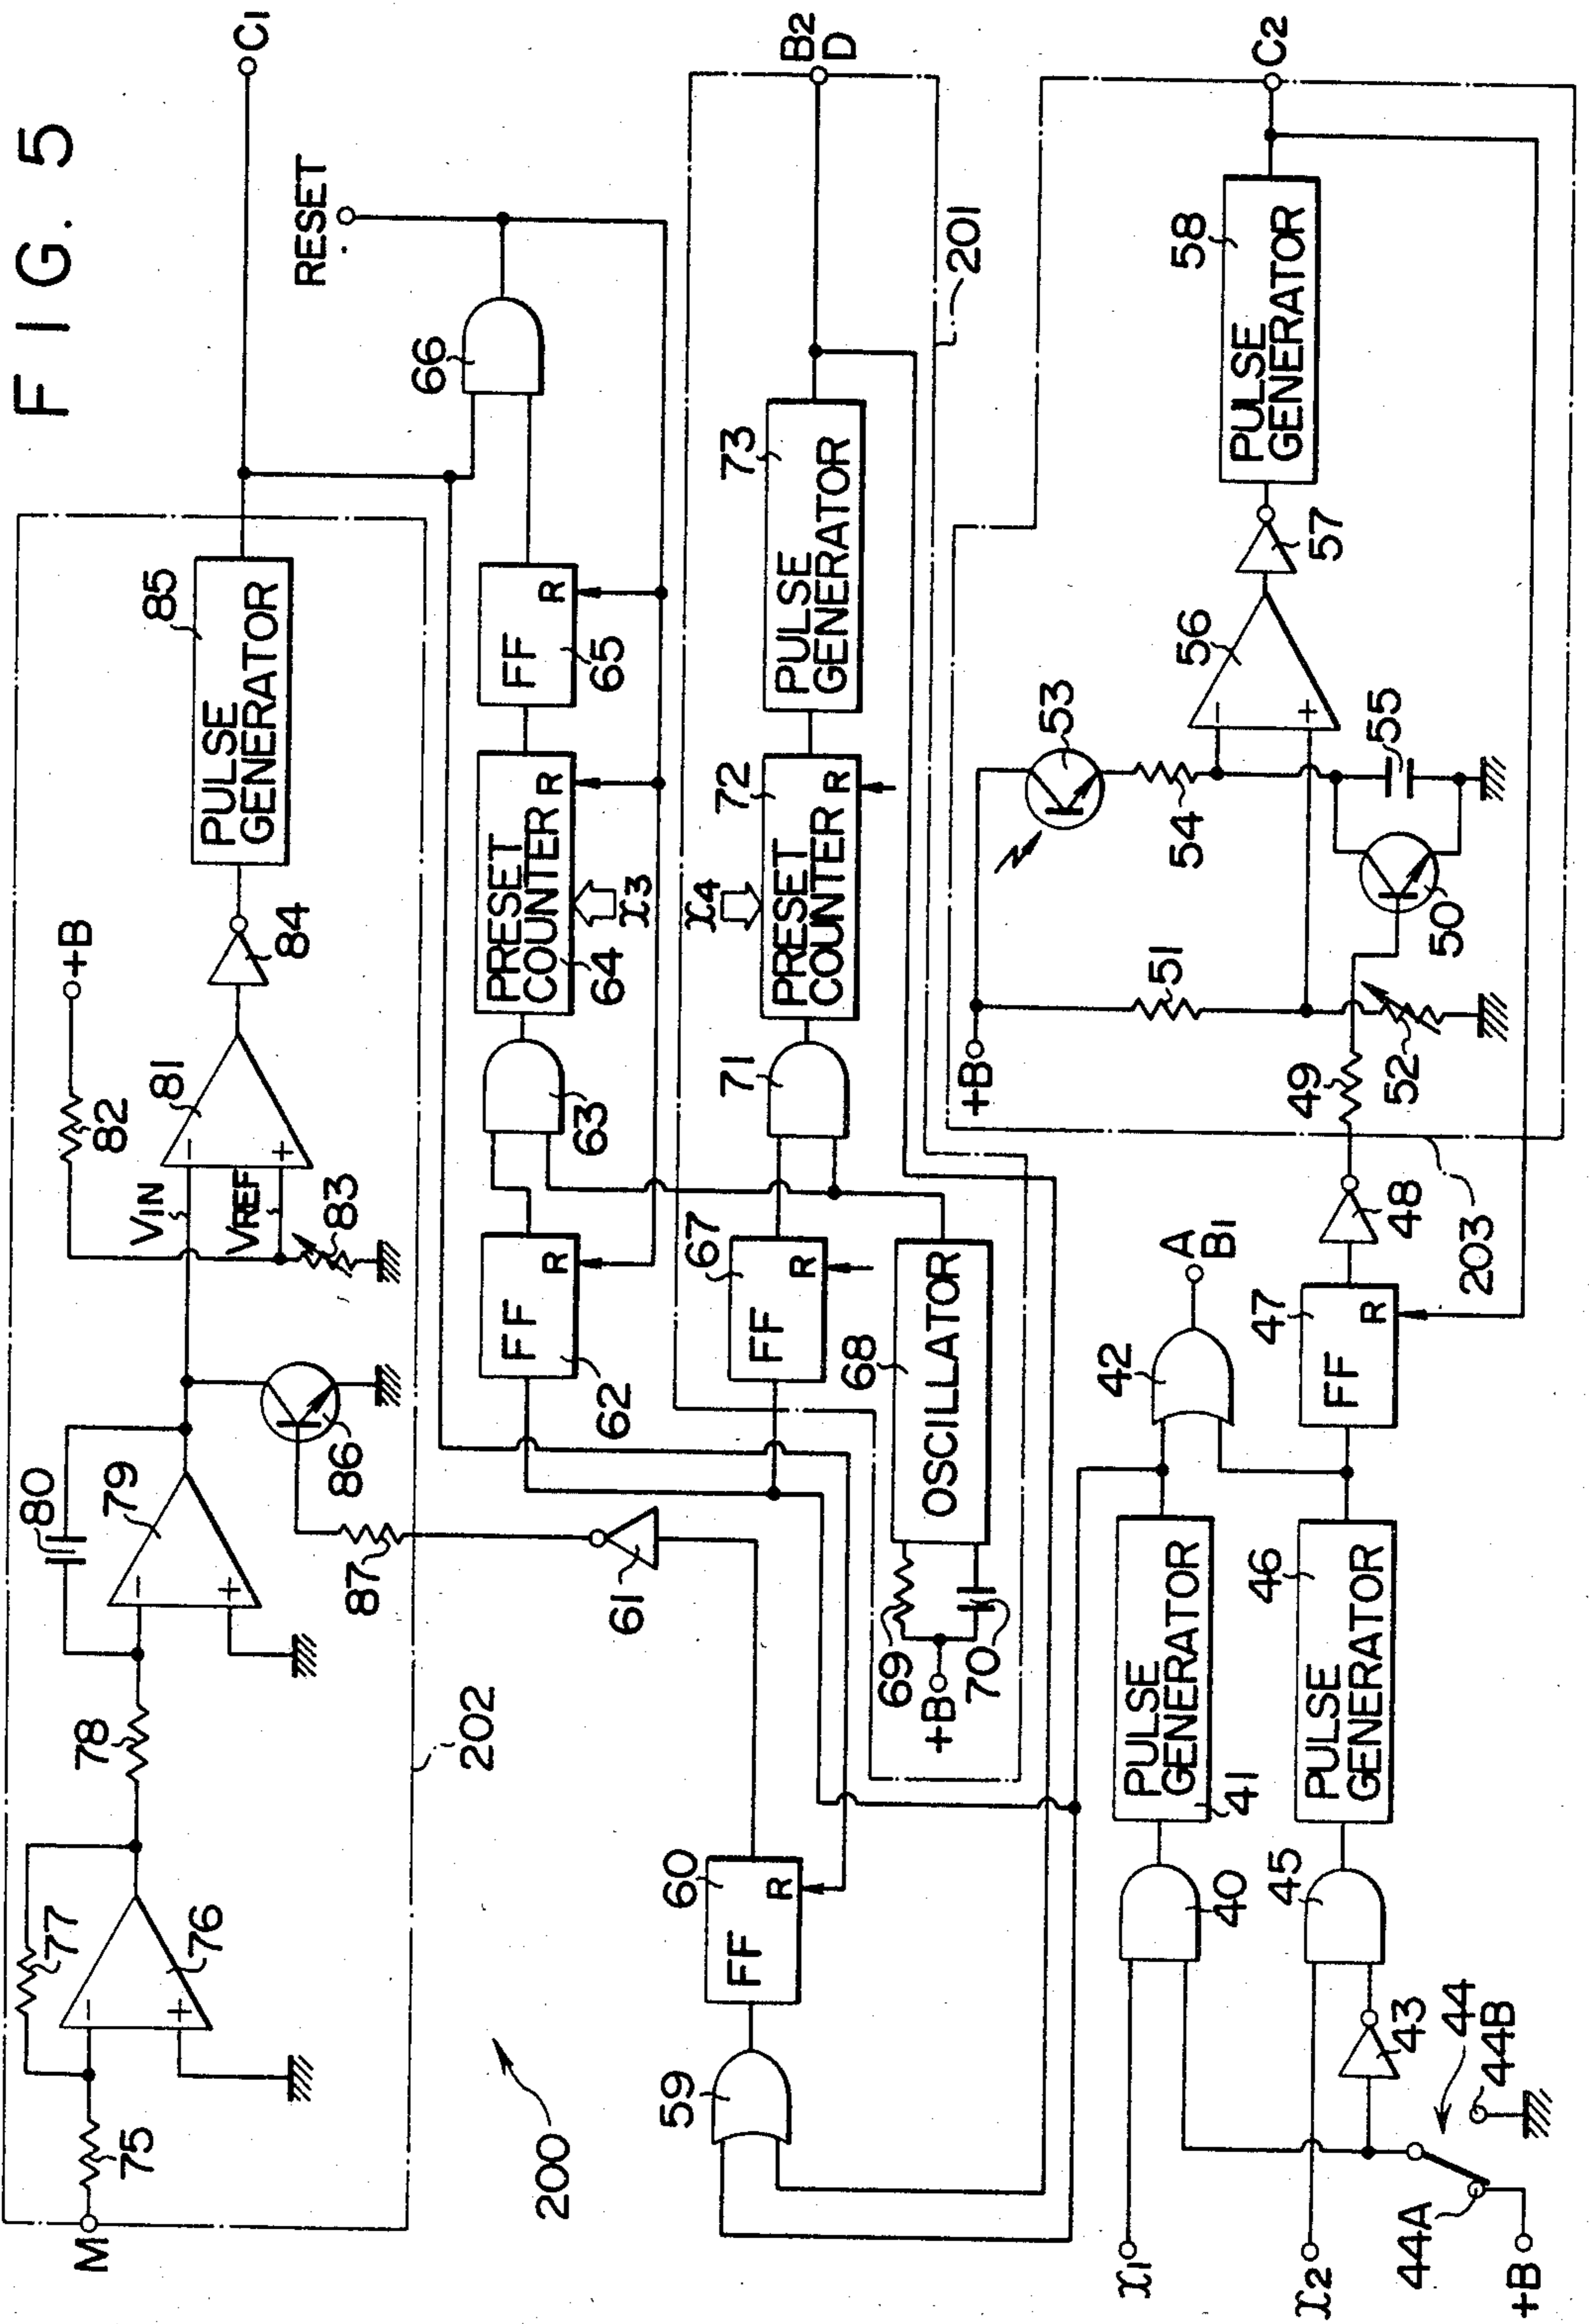 FIG. 5
M
75
77
76
78
80
79
86
87
VIN
VREF
82
+B
83
81
84
PULSE
GENERATOR
85
C1
202
RESET
200
59
FF
60
R
61
FF
62
R
63
PRESET
COUNTER
64
R
x3
FF
65
R
66
FF
67
R
68
OSCILLATOR
69
70
+B
71
PRESET
COUNTER
72
R
x4
PULSE
GENERATOR
73
B2
D
201
x1
x2
40
PULSE
GENERATOR
41
42
A
B1
43
44
44A
44B
+B
45
PULSE
GENERATOR
46
FF
47
R
48
203
49
50
51
52
+B
53
54
55
56
57
PULSE
GENERATOR
58
C2
−
+
−
+
−
+
−
+